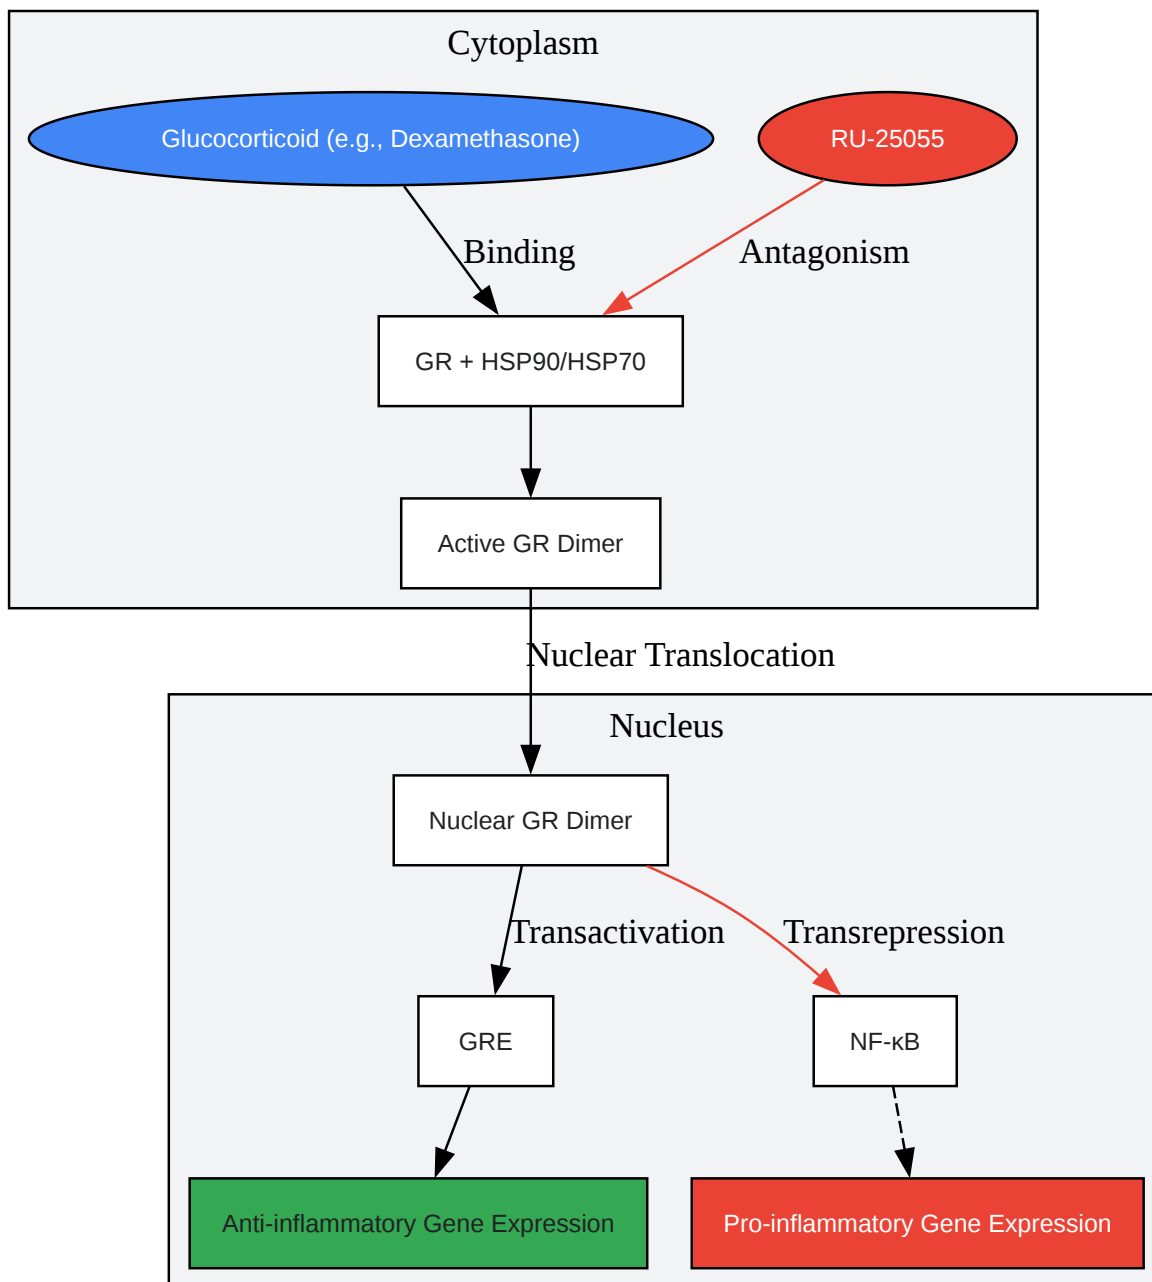 Cytoplasm
Glucocorticoid (e.g., Dexamethasone)
RU-25055
Binding
Antagonism
GR + HSP90/HSP70
Active GR Dimer
Nuclear Translocation
Nucleus
Nuclear GR Dimer
Transactivation
Transrepression
GRE
NF-κB
Anti-inflammatory Gene Expression
Pro-inflammatory Gene Expression